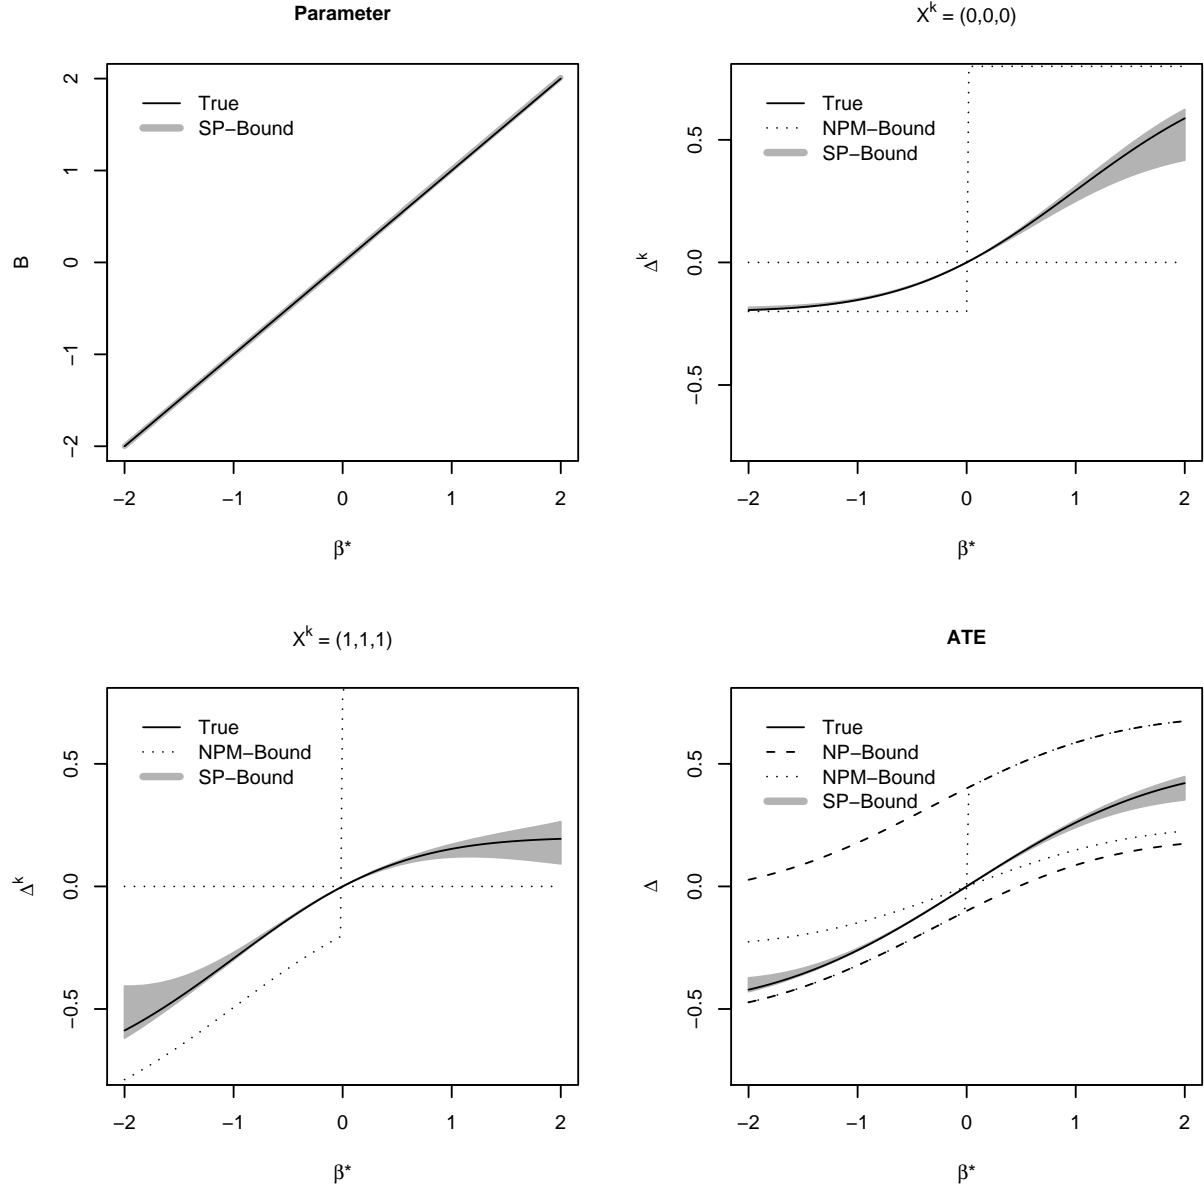 Parameter
True
SP−Bound
2
1
0
−1
−2
B
−2 −1 0 1 2
β*
X^k = (0,0,0)
True
NPM−Bound
SP−Bound
0.5
0.0
−0.5
Δ^k
−2 −1 0 1 2
β*
X^k = (1,1,1)
True
NPM−Bound
SP−Bound
0.5
0.0
−0.5
Δ^k
−2 −1 0 1 2
β*
ATE
True
NP−Bound
NPM−Bound
SP−Bound
0.5
0.0
−0.5
Δ
−2 −1 0 1 2
β*